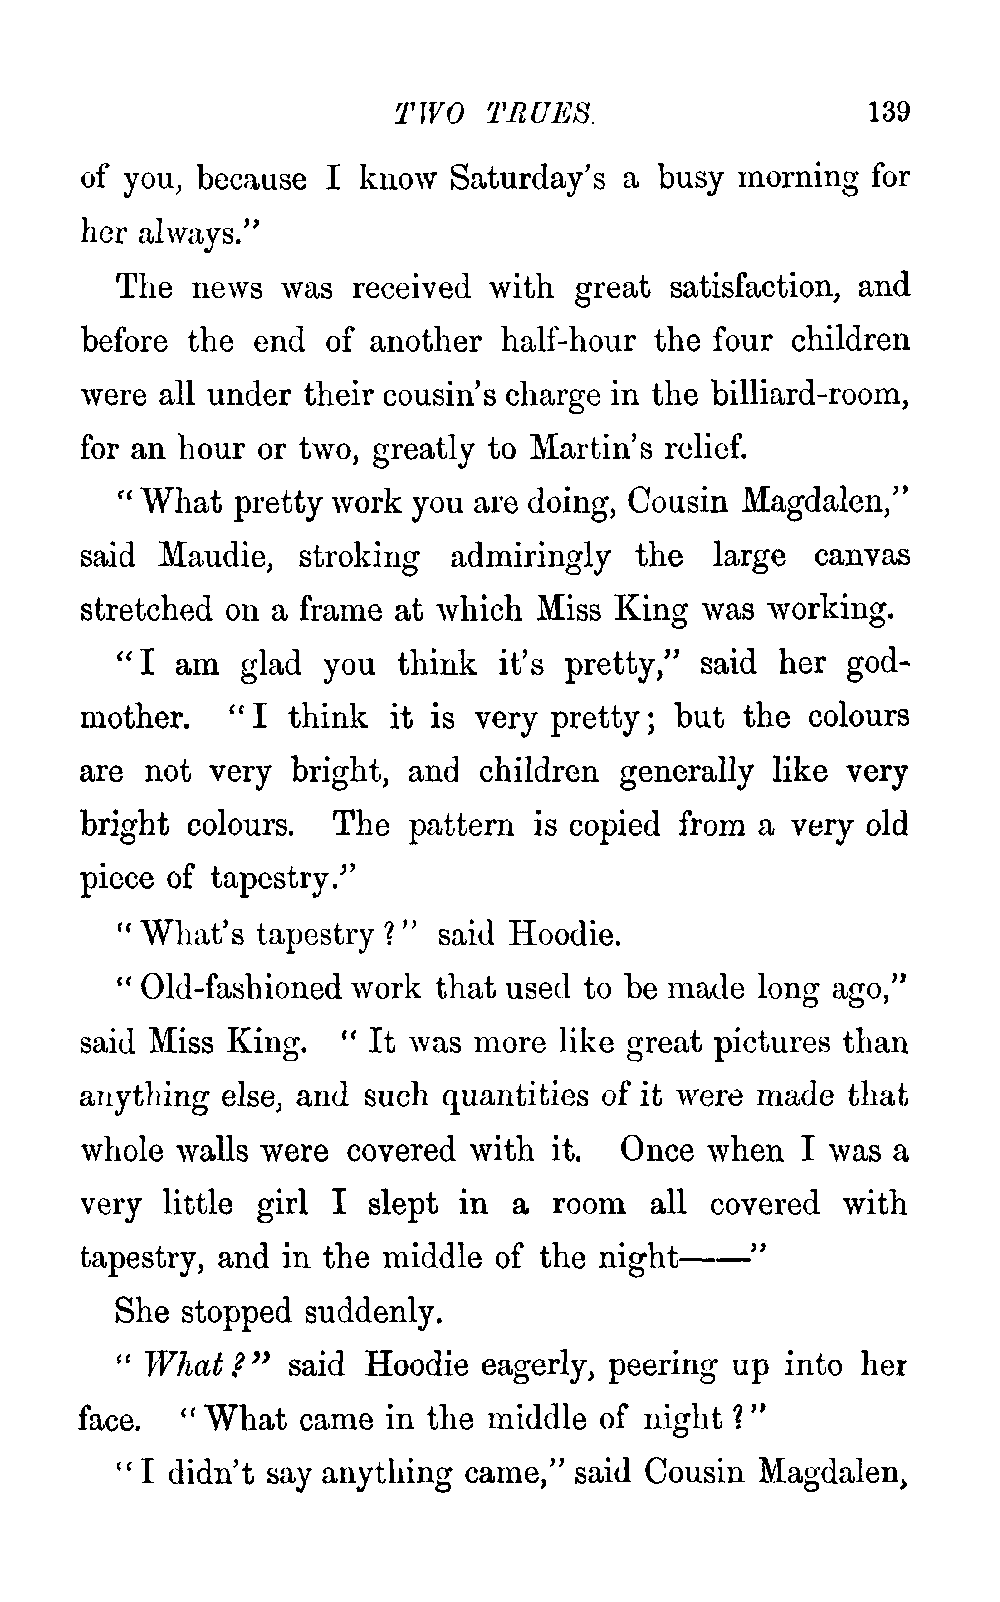 TWO TRUES. 139
of you, because I know Saturday's a busy morning for
her always."
The news was received with great satisfaction, and
before the end of another half-hour the four children
were all under their cousin's charge in the billiard-room,
for an hour or two, greatly to Martin's relief.
"What pretty work you are doing, Cousin Magdalen,"
said Maudie, stroking admiringly the large canvas
stretched on a frame at which Miss King was working.
"I am glad you think it's pretty," said her god-
mother. "I think it is very pretty; but the colours
are not very bright, and children generally like very
bright colours. The pattern is copied from a very old
piece of tapestry."
"What's tapestry?" said Hoodie.
"Old-fashioned work that used to be made long ago,"
said Miss King. "It was more like great pictures than
anything else, and such quantities of it were made that
whole walls were covered with it. Once when I was a
very little girl I slept in a room all covered with
tapestry, and in the middle of the night——"
She stopped suddenly.
"What?" said Hoodie eagerly, peering up into her
face. "What came in the middle of night?"
"I didn't say anything came," said Cousin Magdalen,